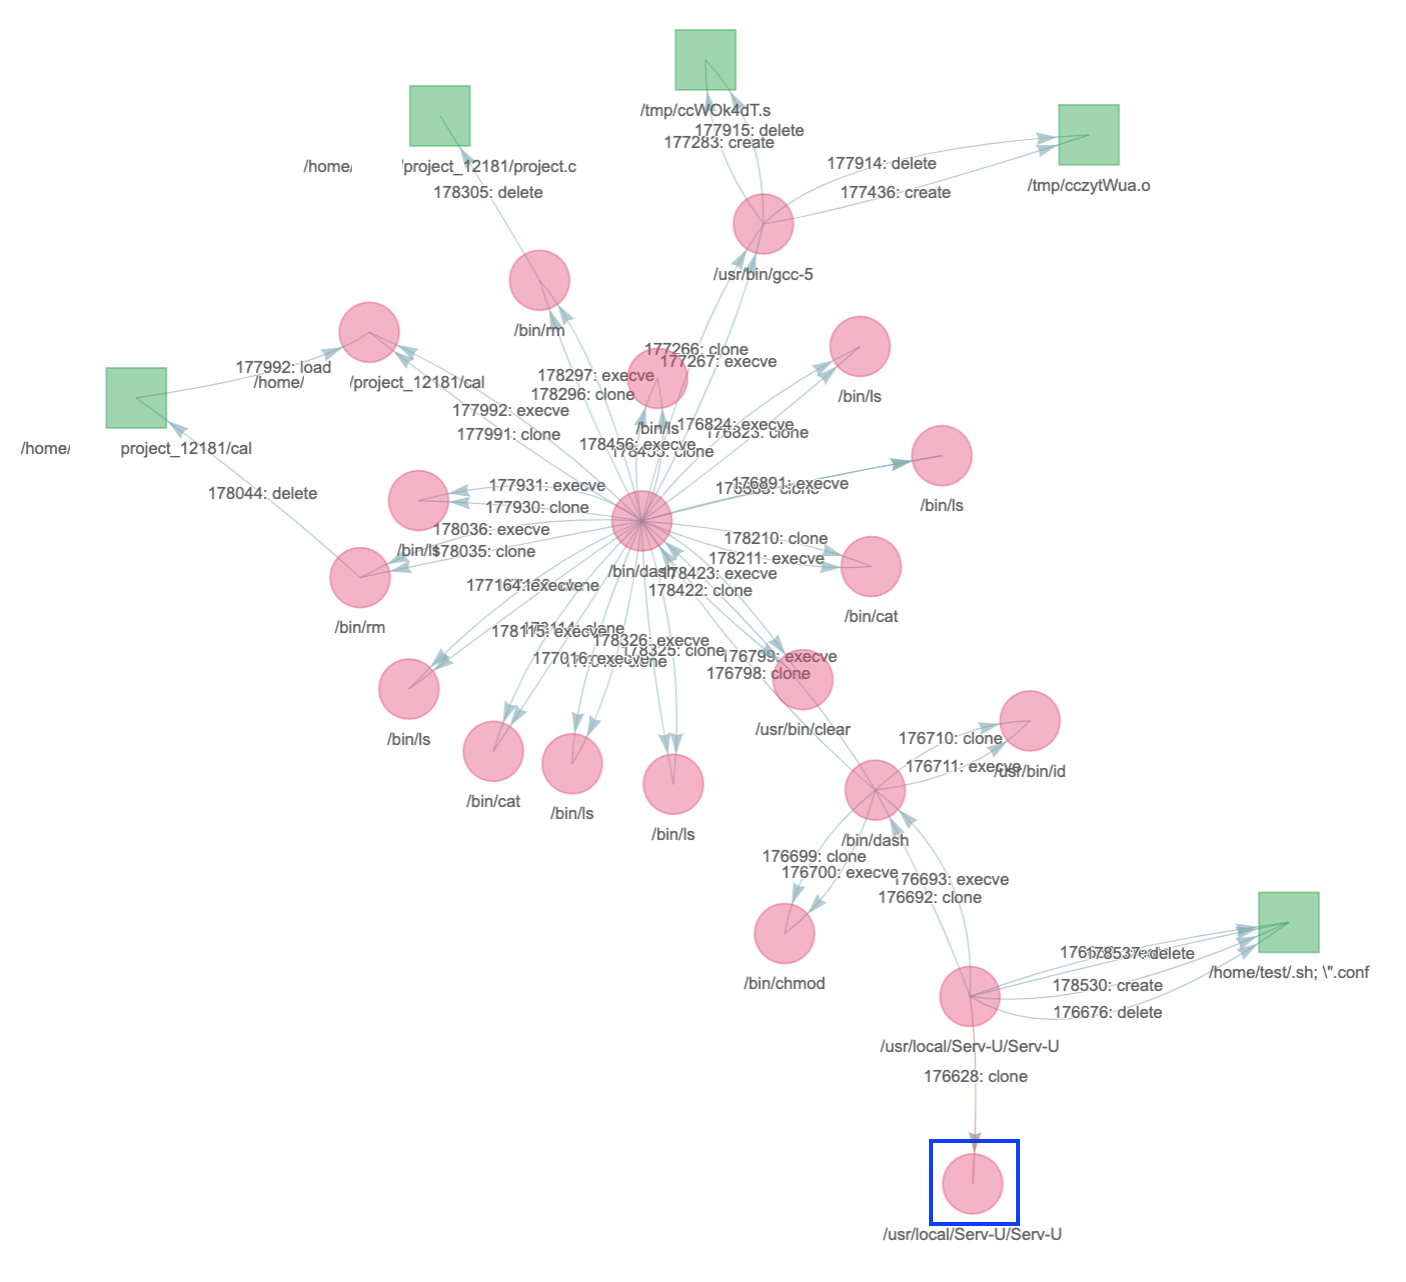 /tmp/ccWOk4dT.s
177915: delete
177283: create
177914: delete
177436: create
/tmp/cczytWua.o
/home/
/project_12181/project.c
178305: delete
/usr/bin/gcc-5
/bin/rm
177266: clone
177267: execve
177992: load
/home/
/project_12181/cal
178297: execve
178296: clone
/bin/ls
177992: execve
177991: clone
/bin/ls
176824: execve
176823: clone
178456: execve
178455: clone
/home/
project_12181/cal
178044: delete
177931: execve
177930: clone
176891: execve
/bin/ls
178036: execve
178035: clone
/bin/ls
178210: clone
178211: execve
/bin/dash
178423: execve
178422: clone
/bin/rm
/bin/cat
177164: execve
178114: clone
178115: execve
178326: execve
178325: clone
177016: execve
clone
176799: execve
176798: clone
/bin/ls
/usr/bin/clear
176710: clone
176711: execve
/usr/bin/id
/bin/cat
/bin/ls
/bin/ls
/bin/dash
176699: clone
176700: execve
176693: execve
176692: clone
/bin/chmod
178537: delete
178530: create
176676: delete
/home/test/.sh; \".conf
/usr/local/Serv-U/Serv-U
176628: clone
/usr/local/Serv-U/Serv-U